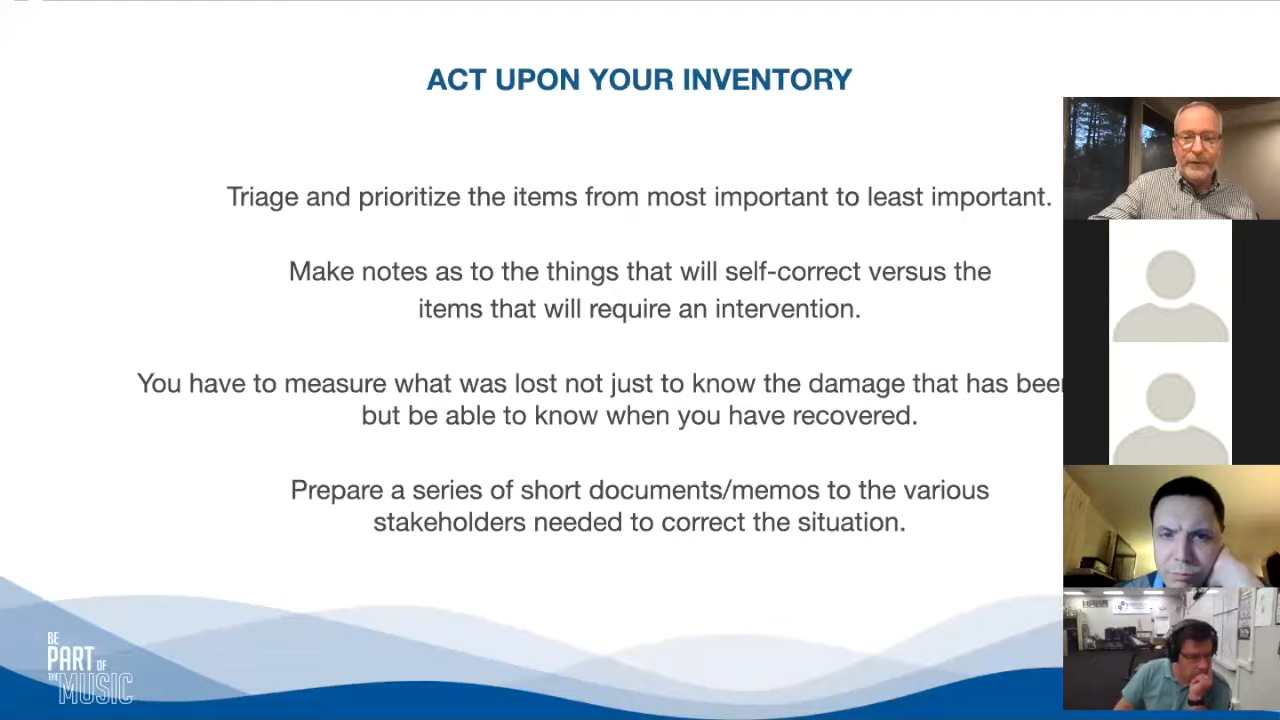 ACT UPON YOUR INVENTORY
Triage and prioritize the items from most important to least important.
Make notes as to the things that will self-correct versus the
items that will require an intervention.
You have to measure what was lost not just to know the damage that has been
but be able to know when you have recovered.
Prepare a series of short documents/memos to the various
stakeholders needed to correct the situation.
BE
PART OF
THE MUSIC